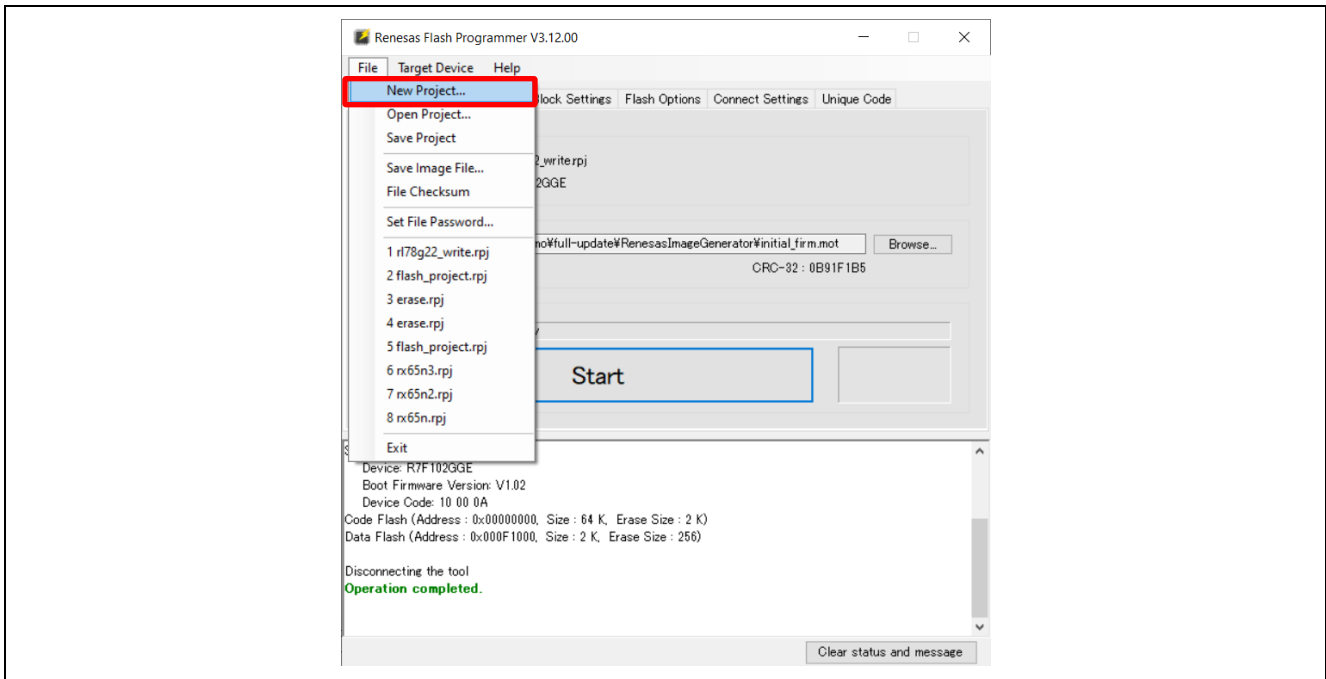 Renesas Flash Programmer V3.12.00
File Target Device Help
New Project...
Block Settings Flash Options Connect Settings Unique Code
Open Project...
Save Project
Save Image File...
File Checksum
Set File Password...
1 rl78g22_write.rpj
2 flash_project.rpj
3 erase.rpj
4 erase.rpj
5 flash_project.rpj
6 rx65n3.rpj
7 rx65n2.rpj
8 rx65n.rpj
Exit
2_write.rpj
2GGE
no¥full-update¥RenesasImageGenerator¥initial_firm.mot Browse...
CRC-32 : 0B91F1B5
Start
Device: R7F102GGE
Boot Firmware Version: V1.02
Device Code: 10 00 0A
Code Flash (Address : 0x00000000, Size : 64 K, Erase Size : 2 K)
Data Flash (Address : 0x000F1000, Size : 2 K, Erase Size : 256)
Disconnecting the tool
Operation completed.
Clear status and message